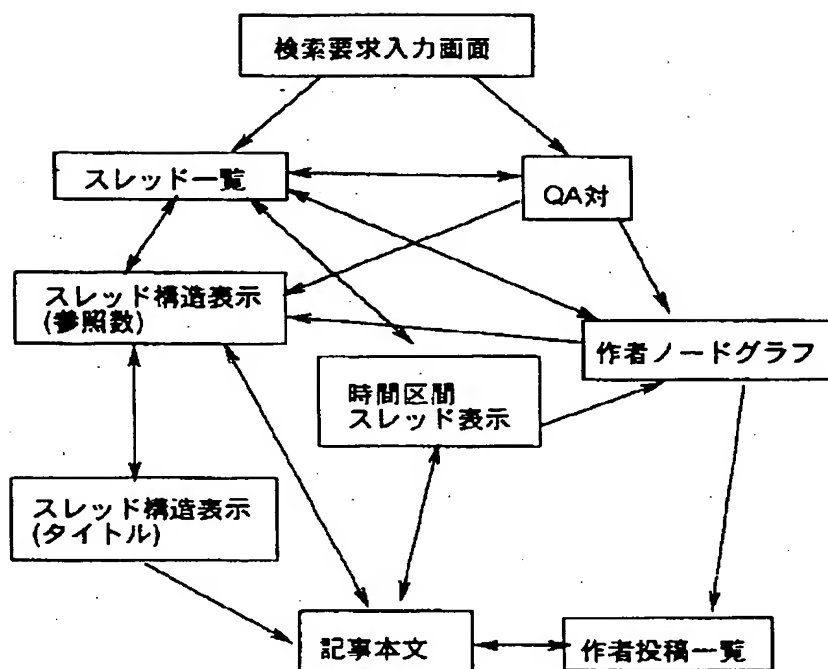 検索要求入力画面
スレッド一覧
QA対
スレッド構造表示
(参照数)
作者ノードグラフ
時間区間
スレッド表示
スレッド構造表示
(タイトル)
記事本文
作者投稿一覧